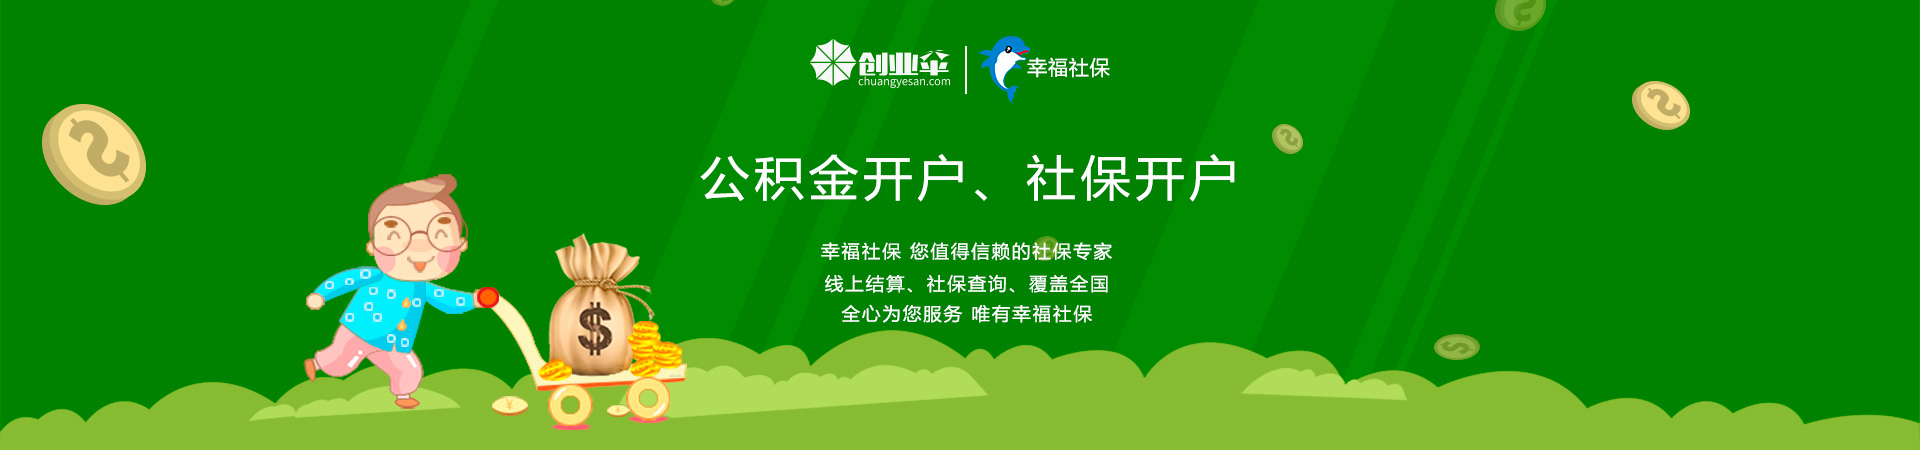 创业伞
chuangyesan.com
幸福社保
公积金开户、社保开户
幸福社保 您值得信赖的社保专家
线上结算、社保查询、覆盖全国
全心为您服务 唯有幸福社保
$
¥